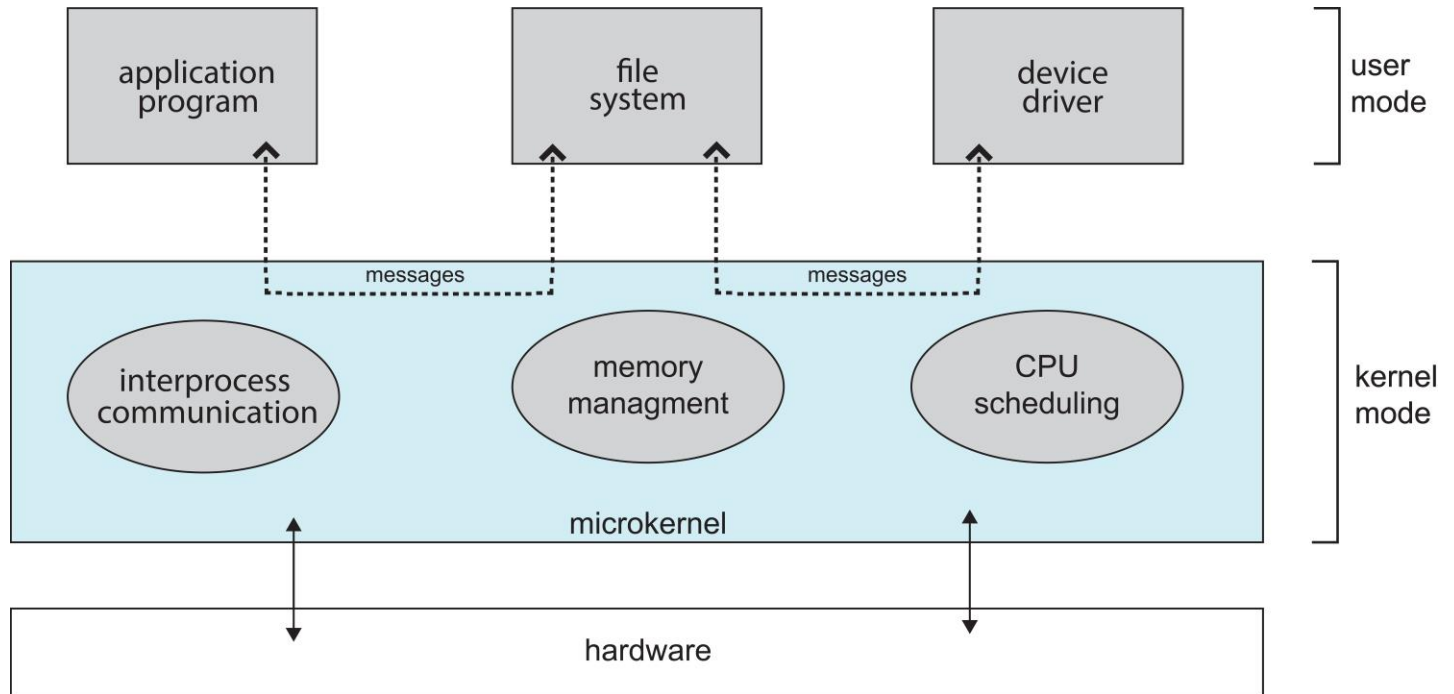 application
program
file
system
device
driver
user
mode
messages
messages
interprocess
communication
memory
managment
CPU
scheduling
kernel
mode
microkernel
hardware